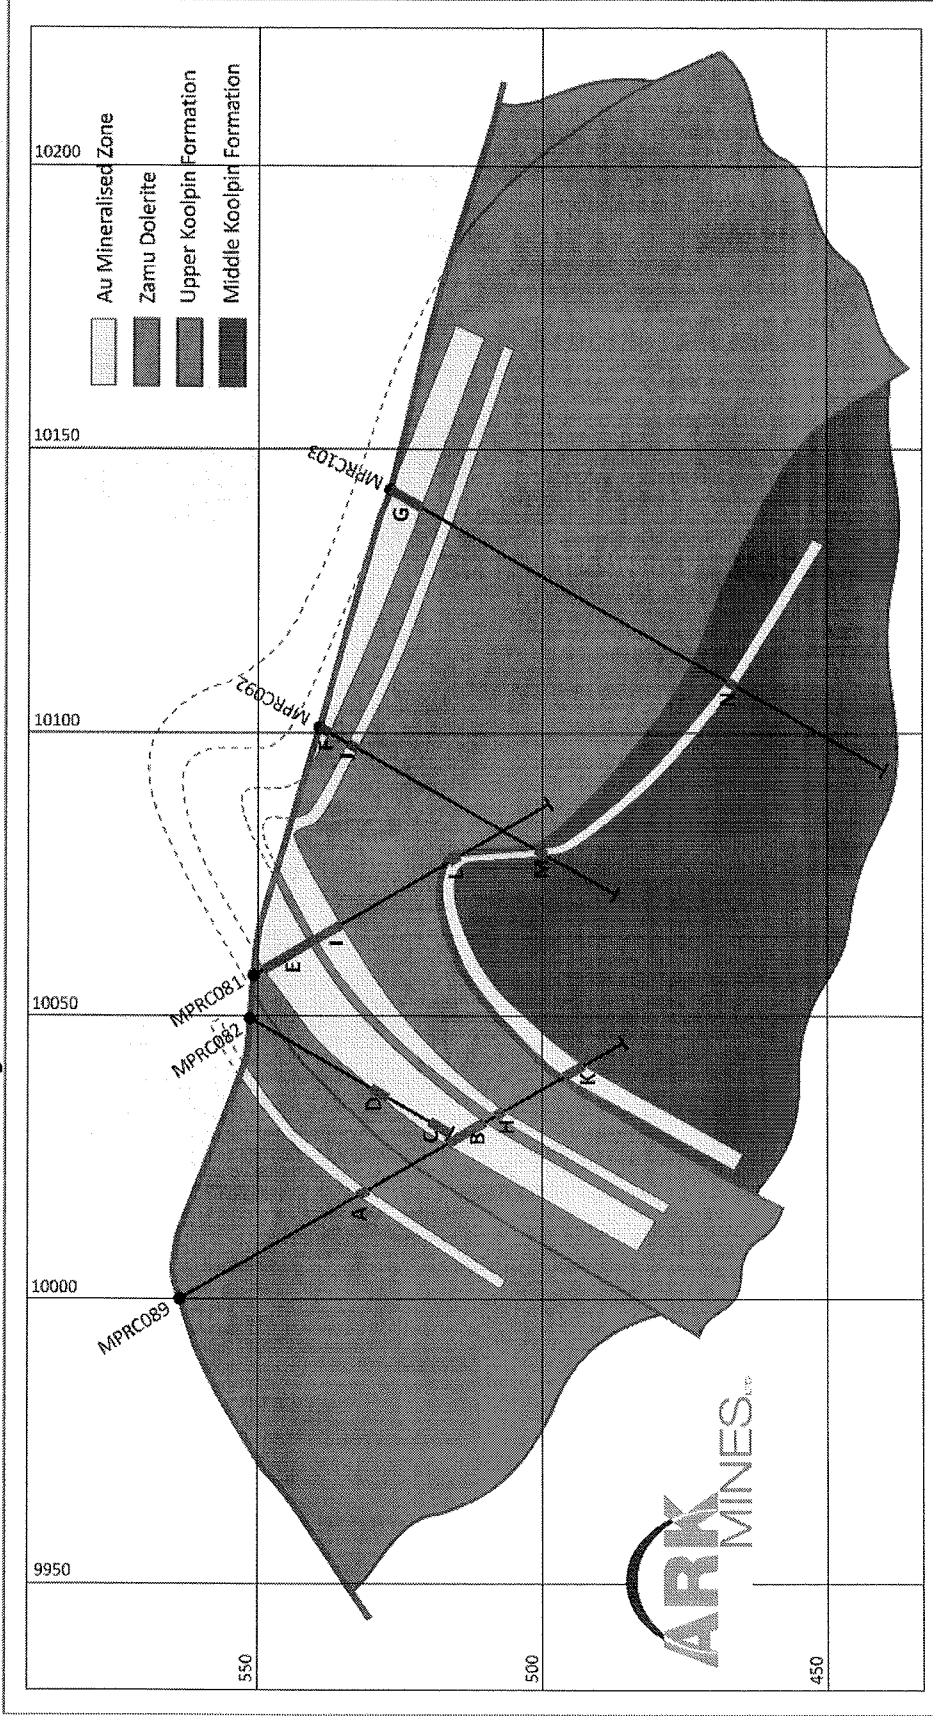 Au Mineralised Zone
Zamu Dolerite
Upper Koolpin Formation
Middle Koolpin Formation
9950
10000
10050
10100
10150
10200
550
500
450
MPRC089
MPRC082
MPRC081
MPRC092
MPRC103
A
B
C
D
E
F
G
H
I
J
K
L
M
N
ARK
MINES LTD